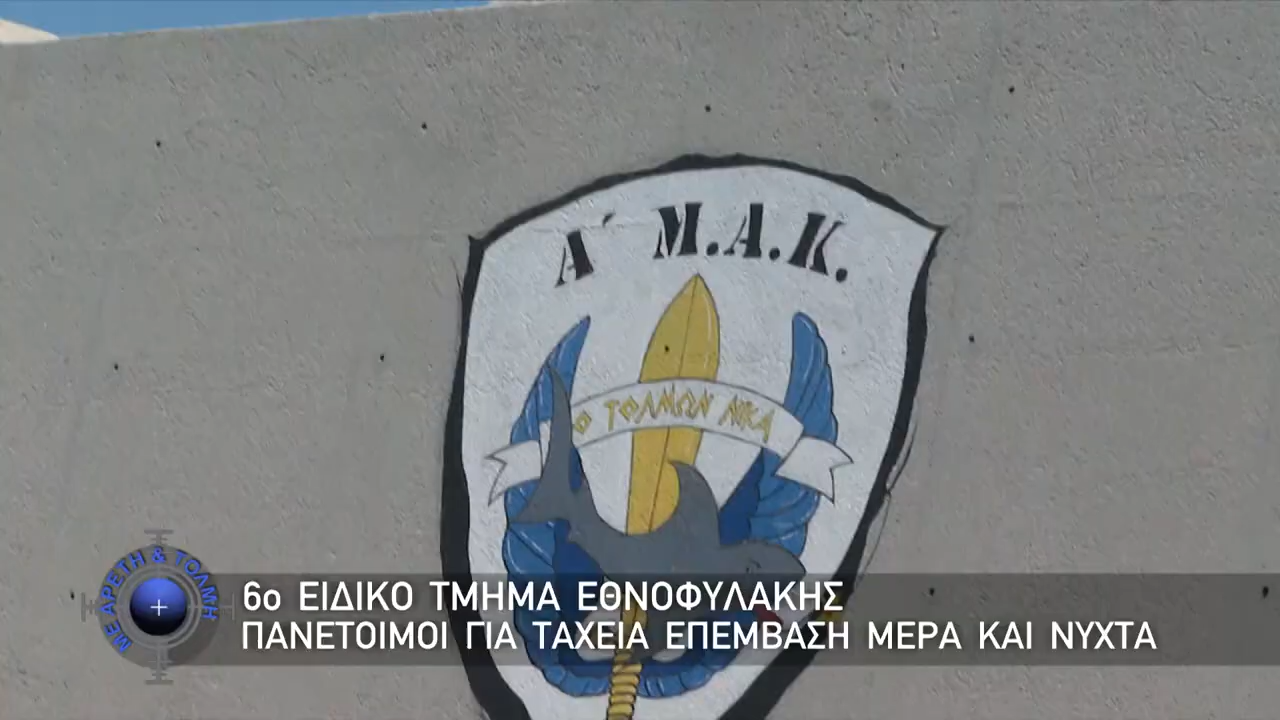 Α΄ Μ.Α.Κ.
Ο ΤΟΛΜΩΝ ΝΙΚΑ
ΜΕ ΑΡΕΤΗ & ΤΟΛΜΗ
6ο ΕΙΔΙΚΟ ΤΜΗΜΑ ΕΘΝΟΦΥΛΑΚΗΣ
ΠΑΝΕΤΟΙΜΟΙ ΓΙΑ ΤΑΧΕΙΑ ΕΠΕΜΒΑΣΗ ΜΕΡΑ ΚΑΙ ΝΥΧΤΑ